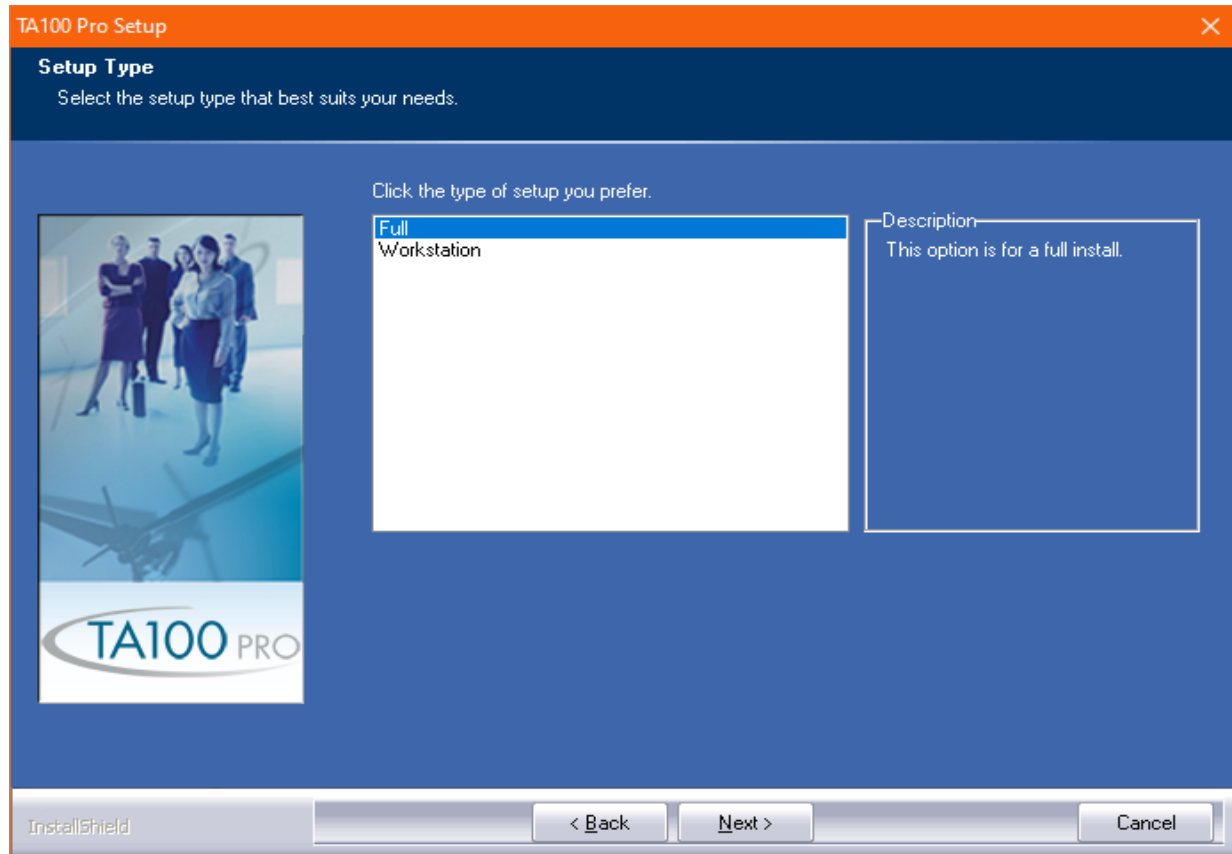 TA100 Pro Setup
Setup Type
Select the setup type that best suits your needs.
Click the type of setup you prefer.
Full
Workstation
Description
This option is for a full install.
TA100 PRO
InstallShield
< Back
Next >
Cancel